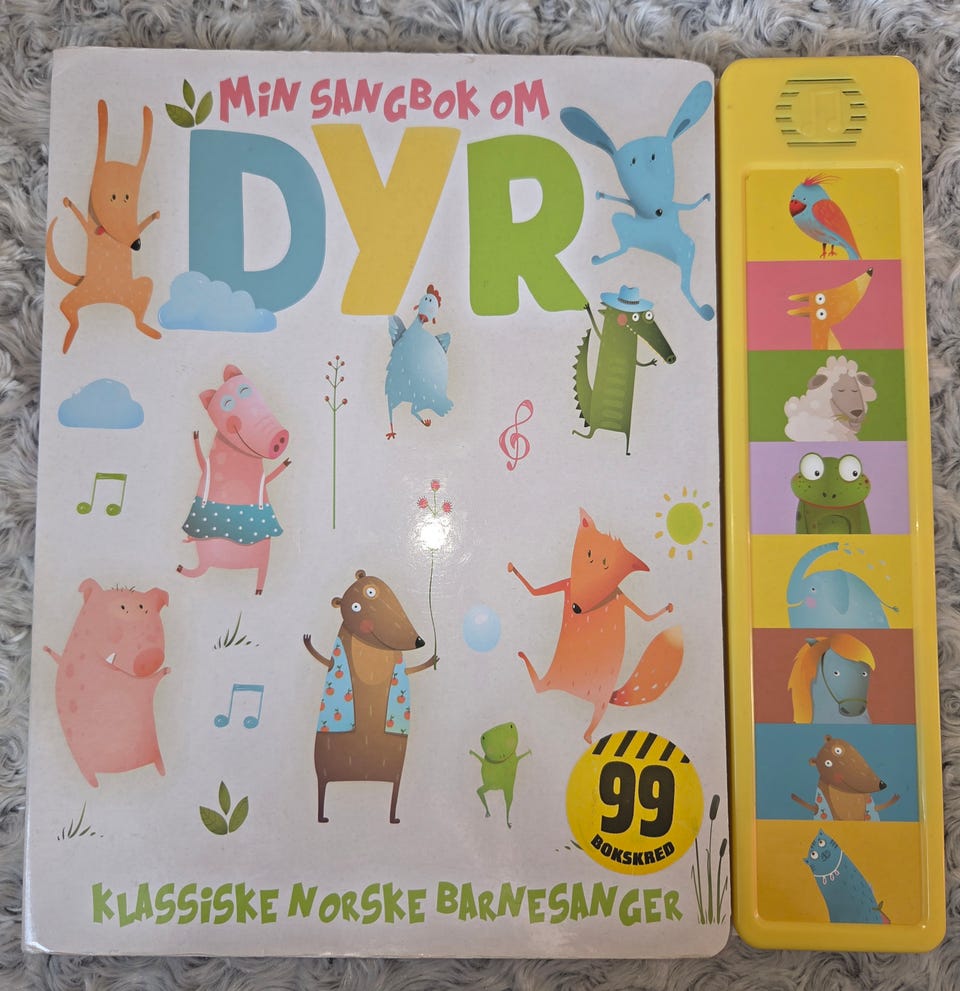 MIN SANGBOK OM
DYR
99
BOKSKRED
KLASSISKE NORSKE BARNESANGER